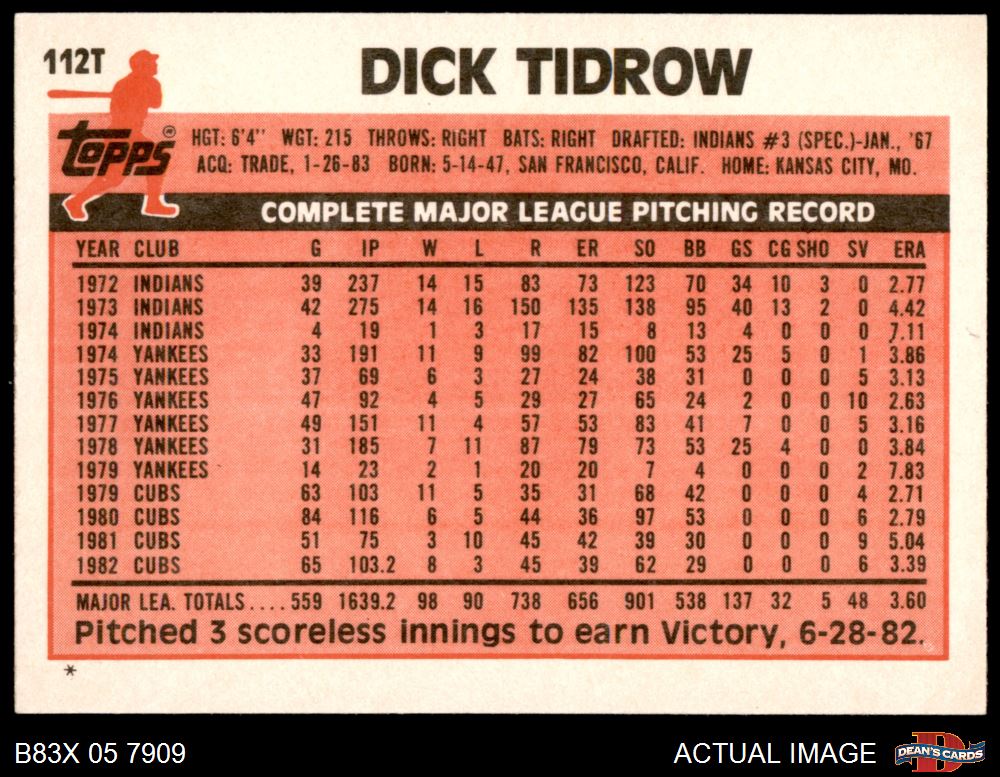 112T
DICK TIDROW
TOPPS ®
HGT: 6'4'' WGT: 215 THROWS: RIGHT BATS: RIGHT DRAFTED: INDIANS #3 (SPEC.)-JAN., '67
ACQ: TRADE, 1-26-83 BORN: 5-14-47, SAN FRANCISCO, CALIF. HOME: KANSAS CITY, MO.
COMPLETE MAJOR LEAGUE PITCHING RECORD
YEAR CLUB G IP W L R ER SO BB GS CG SHO SV ERA
1972 INDIANS 39 237 14 15 83 73 123 70 34 10 3 0 2.77
1973 INDIANS 42 275 14 16 150 135 138 95 40 13 2 0 4.42
1974 INDIANS 4 19 1 3 17 15 8 13 4 0 0 0 7.11
1974 YANKEES 33 191 11 9 99 82 100 53 25 5 0 1 3.86
1975 YANKEES 37 69 6 3 27 24 38 31 0 0 0 5 3.13
1976 YANKEES 47 92 4 5 29 27 65 24 2 0 0 10 2.63
1977 YANKEES 49 151 11 4 57 53 83 41 7 0 0 5 3.16
1978 YANKEES 31 185 7 11 87 79 73 53 25 4 0 0 3.84
1979 YANKEES 14 23 2 1 20 20 7 4 0 0 0 2 7.83
1979 CUBS 63 103 11 5 35 31 68 42 0 0 0 4 2.71
1980 CUBS 84 116 6 5 44 36 97 53 0 0 0 6 2.79
1981 CUBS 51 75 3 10 45 42 39 30 0 0 0 9 5.04
1982 CUBS 65 103.2 8 3 45 39 62 29 0 0 0 6 3.39
MAJOR LEA. TOTALS.... 559 1639.2 98 90 738 656 901 538 137 32 5 48 3.60
Pitched 3 scoreless innings to earn Victory, 6-28-82.
*
B83X 05 7909 ACTUAL IMAGE DEAN'S CARDS